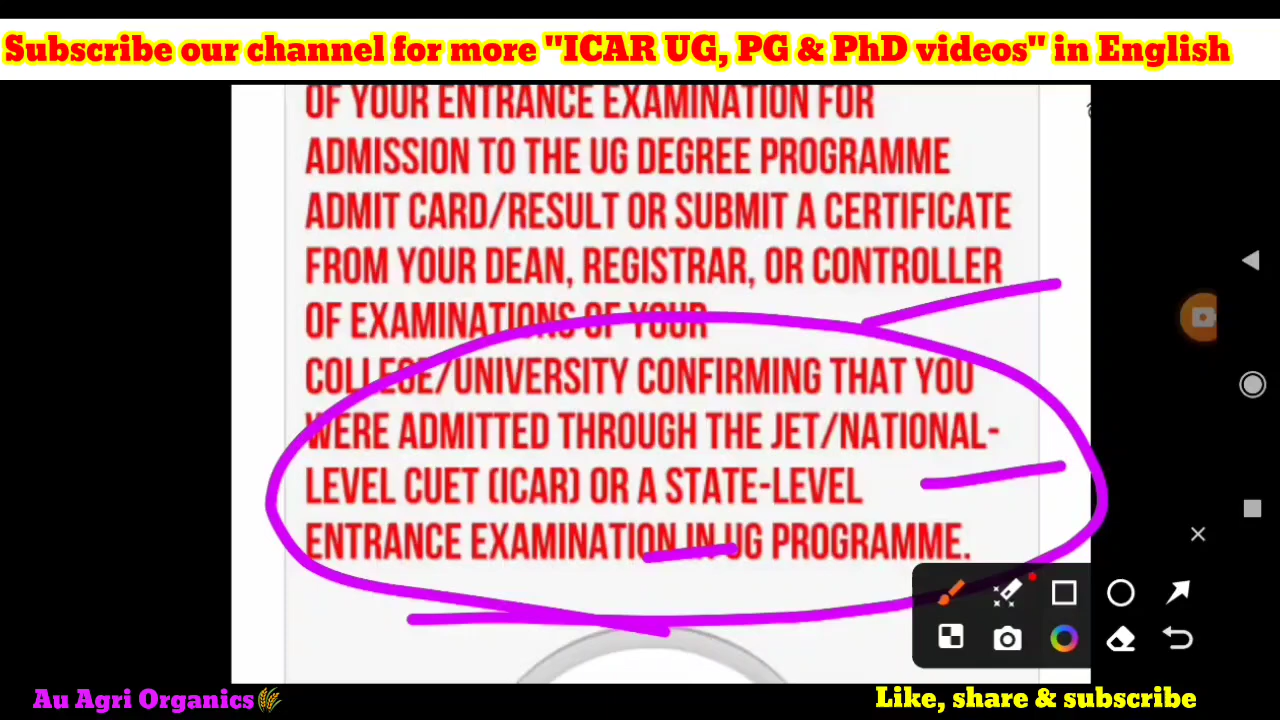 Subscribe our channel for more "ICAR UG, PG & PhD videos" in English
OF YOUR ENTRANCE EXAMINATION FOR
ADMISSION TO THE UG DEGREE PROGRAMME
ADMIT CARD/RESULT OR SUBMIT A CERTIFICATE
FROM YOUR DEAN, REGISTRAR, OR CONTROLLER
OF EXAMINATIONS OF YOUR
COLLEGE/UNIVERSITY CONFIRMING THAT YOU
WERE ADMITTED THROUGH THE JET/NATIONAL-
LEVEL CUET (ICAR) OR A STATE-LEVEL
ENTRANCE EXAMINATION IN UG PROGRAMME.
Au Agri Organics🌾
Like, share & subscribe